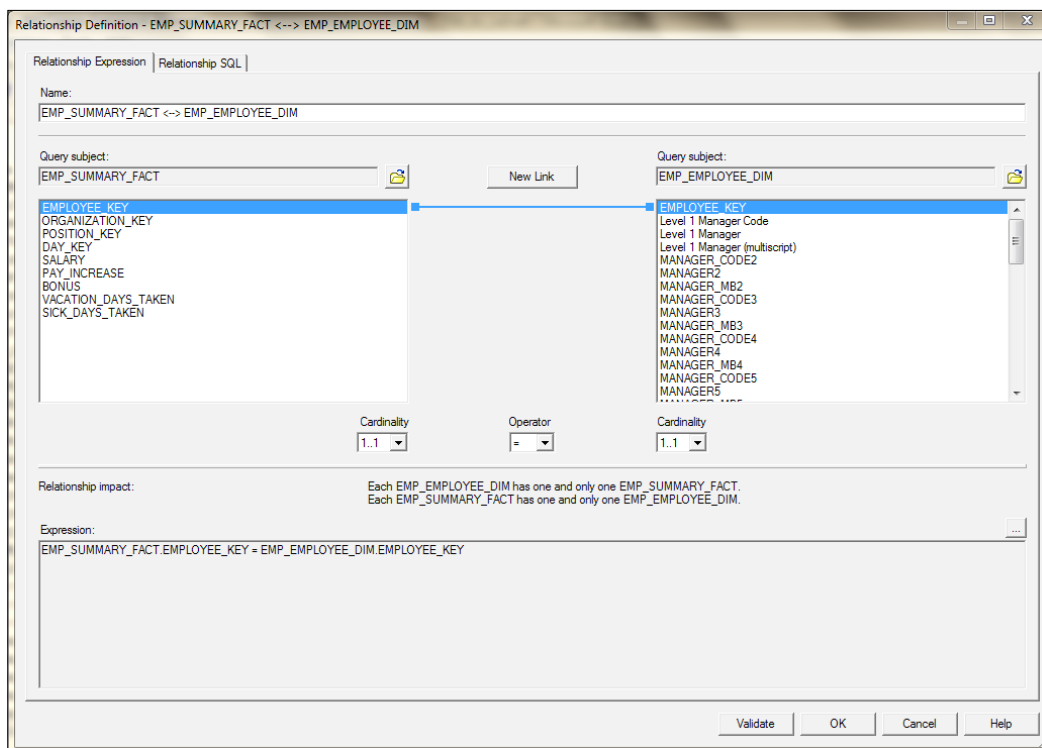 Relationship Definition - EMP_SUMMARY_FACT <--> EMP_EMPLOYEE_DIM
Relationship Expression
Relationship SQL
Name:
EMP_SUMMARY_FACT <--> EMP_EMPLOYEE_DIM
Query subject:
EMP_SUMMARY_FACT
New Link
Query subject:
EMP_EMPLOYEE_DIM
EMPLOYEE_KEY
ORGANIZATION_KEY
POSITION_KEY
DAY_KEY
SALARY
PAY_INCREASE
BONUS
VACATION_DAYS_TAKEN
SICK_DAYS_TAKEN
EMPLOYEE_KEY
Level 1 Manager Code
Level 1 Manager
Level 1 Manager (multiscript)
MANAGER_CODE2
MANAGER2
MANAGER_MB2
MANAGER_CODE3
MANAGER3
MANAGER_MB3
MANAGER_CODE4
MANAGER4
MANAGER_MB4
MANAGER_CODE5
MANAGER5
Cardinality
1..1
Operator
=
Cardinality
1..1
Relationship impact:
Each EMP_EMPLOYEE_DIM has one and only one EMP_SUMMARY_FACT.
Each EMP_SUMMARY_FACT has one and only one EMP_EMPLOYEE_DIM.
Expression:
...
EMP_SUMMARY_FACT.EMPLOYEE_KEY = EMP_EMPLOYEE_DIM.EMPLOYEE_KEY
Validate
OK
Cancel
Help